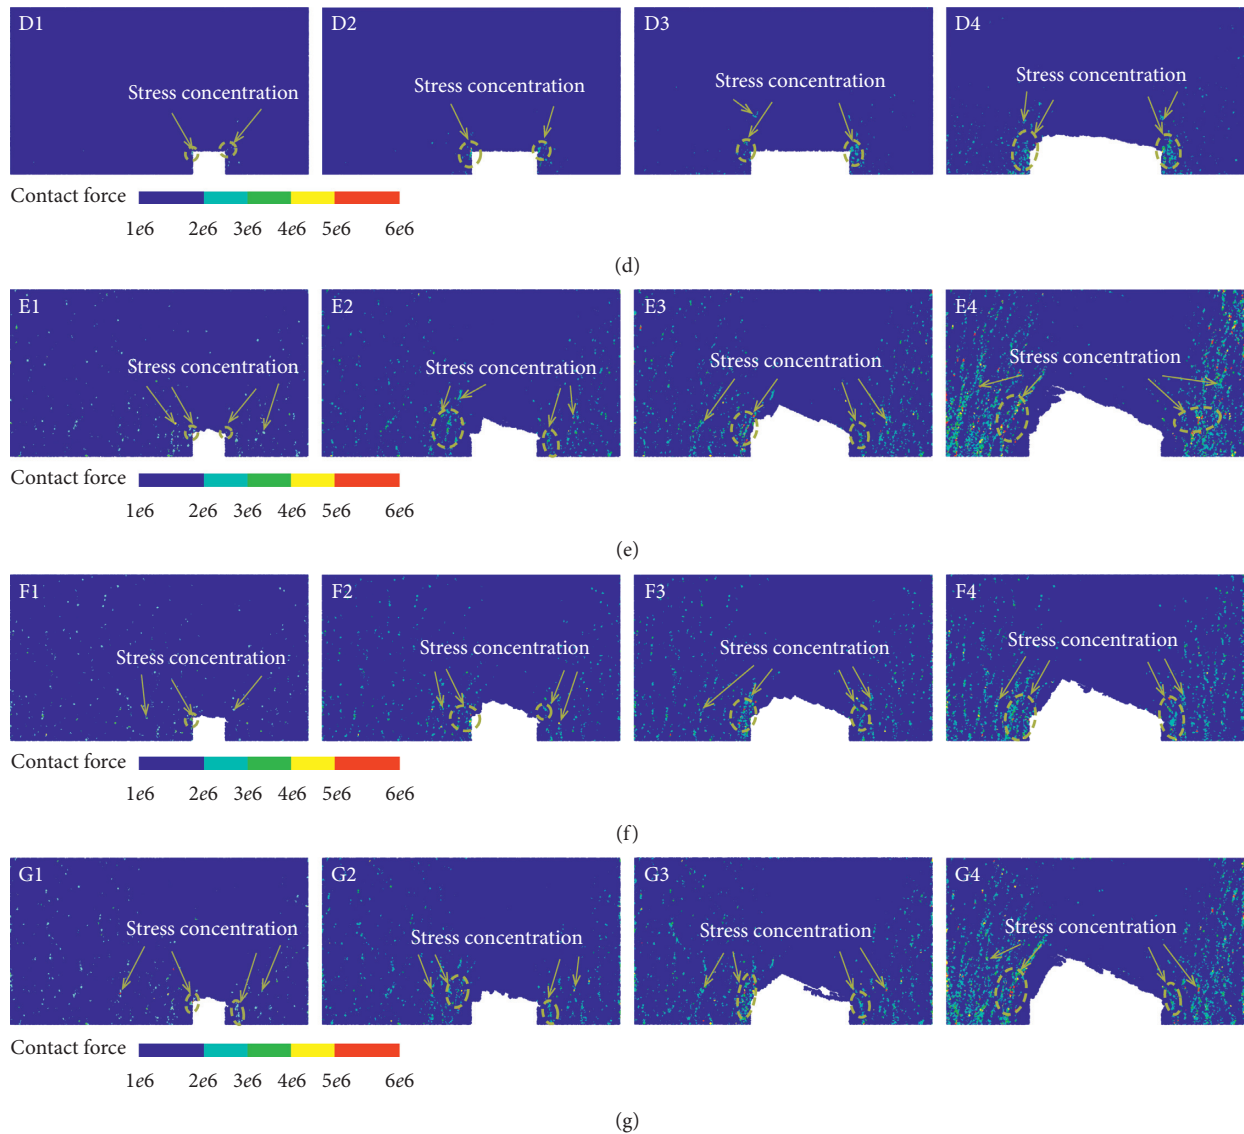 D1 D2 D3 D4
Stress concentration Stress concentration Stress concentration Stress concentration
Contact force
1e6 2e6 3e6 4e6 5e6 6e6
(d)
E1 E2 E3 E4
Stress concentration Stress concentration Stress concentration Stress concentration
Contact force
1e6 2e6 3e6 4e6 5e6 6e6
(e)
F1 F2 F3 F4
Stress concentration Stress concentration Stress concentration Stress concentration
Contact force
1e6 2e6 3e6 4e6 5e6 6e6
(f)
G1 G2 G3 G4
Stress concentration Stress concentration Stress concentration Stress concentration
Contact force
1e6 2e6 3e6 4e6 5e6 6e6
(g)